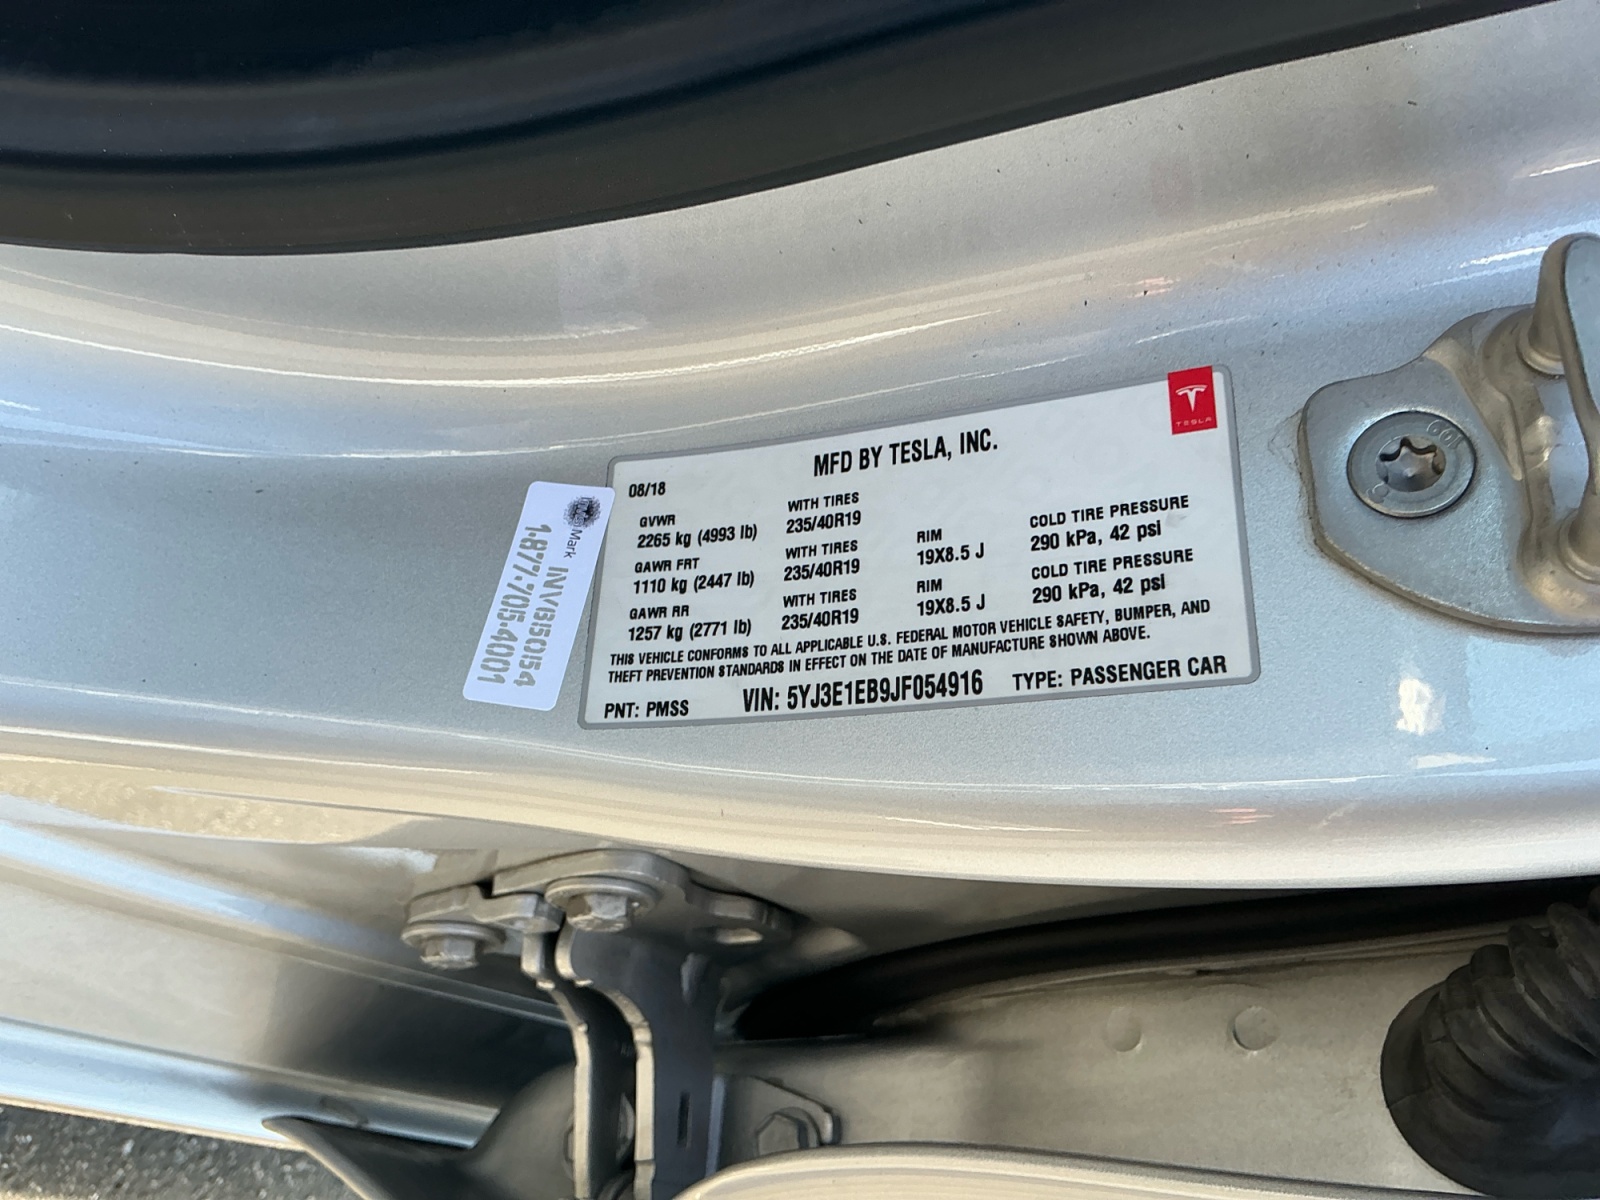 TESLA
MFD BY TESLA, INC.
08/18
GVWR
2265 kg (4993 lb)
WITH TIRES
235/40R19
GAWR FRT
1110 kg (2447 lb)
WITH TIRES
235/40R19
RIM
19X8.5 J
COLD TIRE PRESSURE
290 kPa, 42 psi
GAWR RR
1257 kg (2771 lb)
WITH TIRES
235/40R19
RIM
19X8.5 J
COLD TIRE PRESSURE
290 kPa, 42 psi
THIS VEHICLE CONFORMS TO ALL APPLICABLE U.S. FEDERAL MOTOR VEHICLE SAFETY, BUMPER, AND
THEFT PREVENTION STANDARDS IN EFFECT ON THE DATE OF MANUFACTURE SHOWN ABOVE.
PNT: PMSS
VIN: 5YJ3E1EB9JF054916
TYPE: PASSENGER CAR
Mark
1.877.705.4001